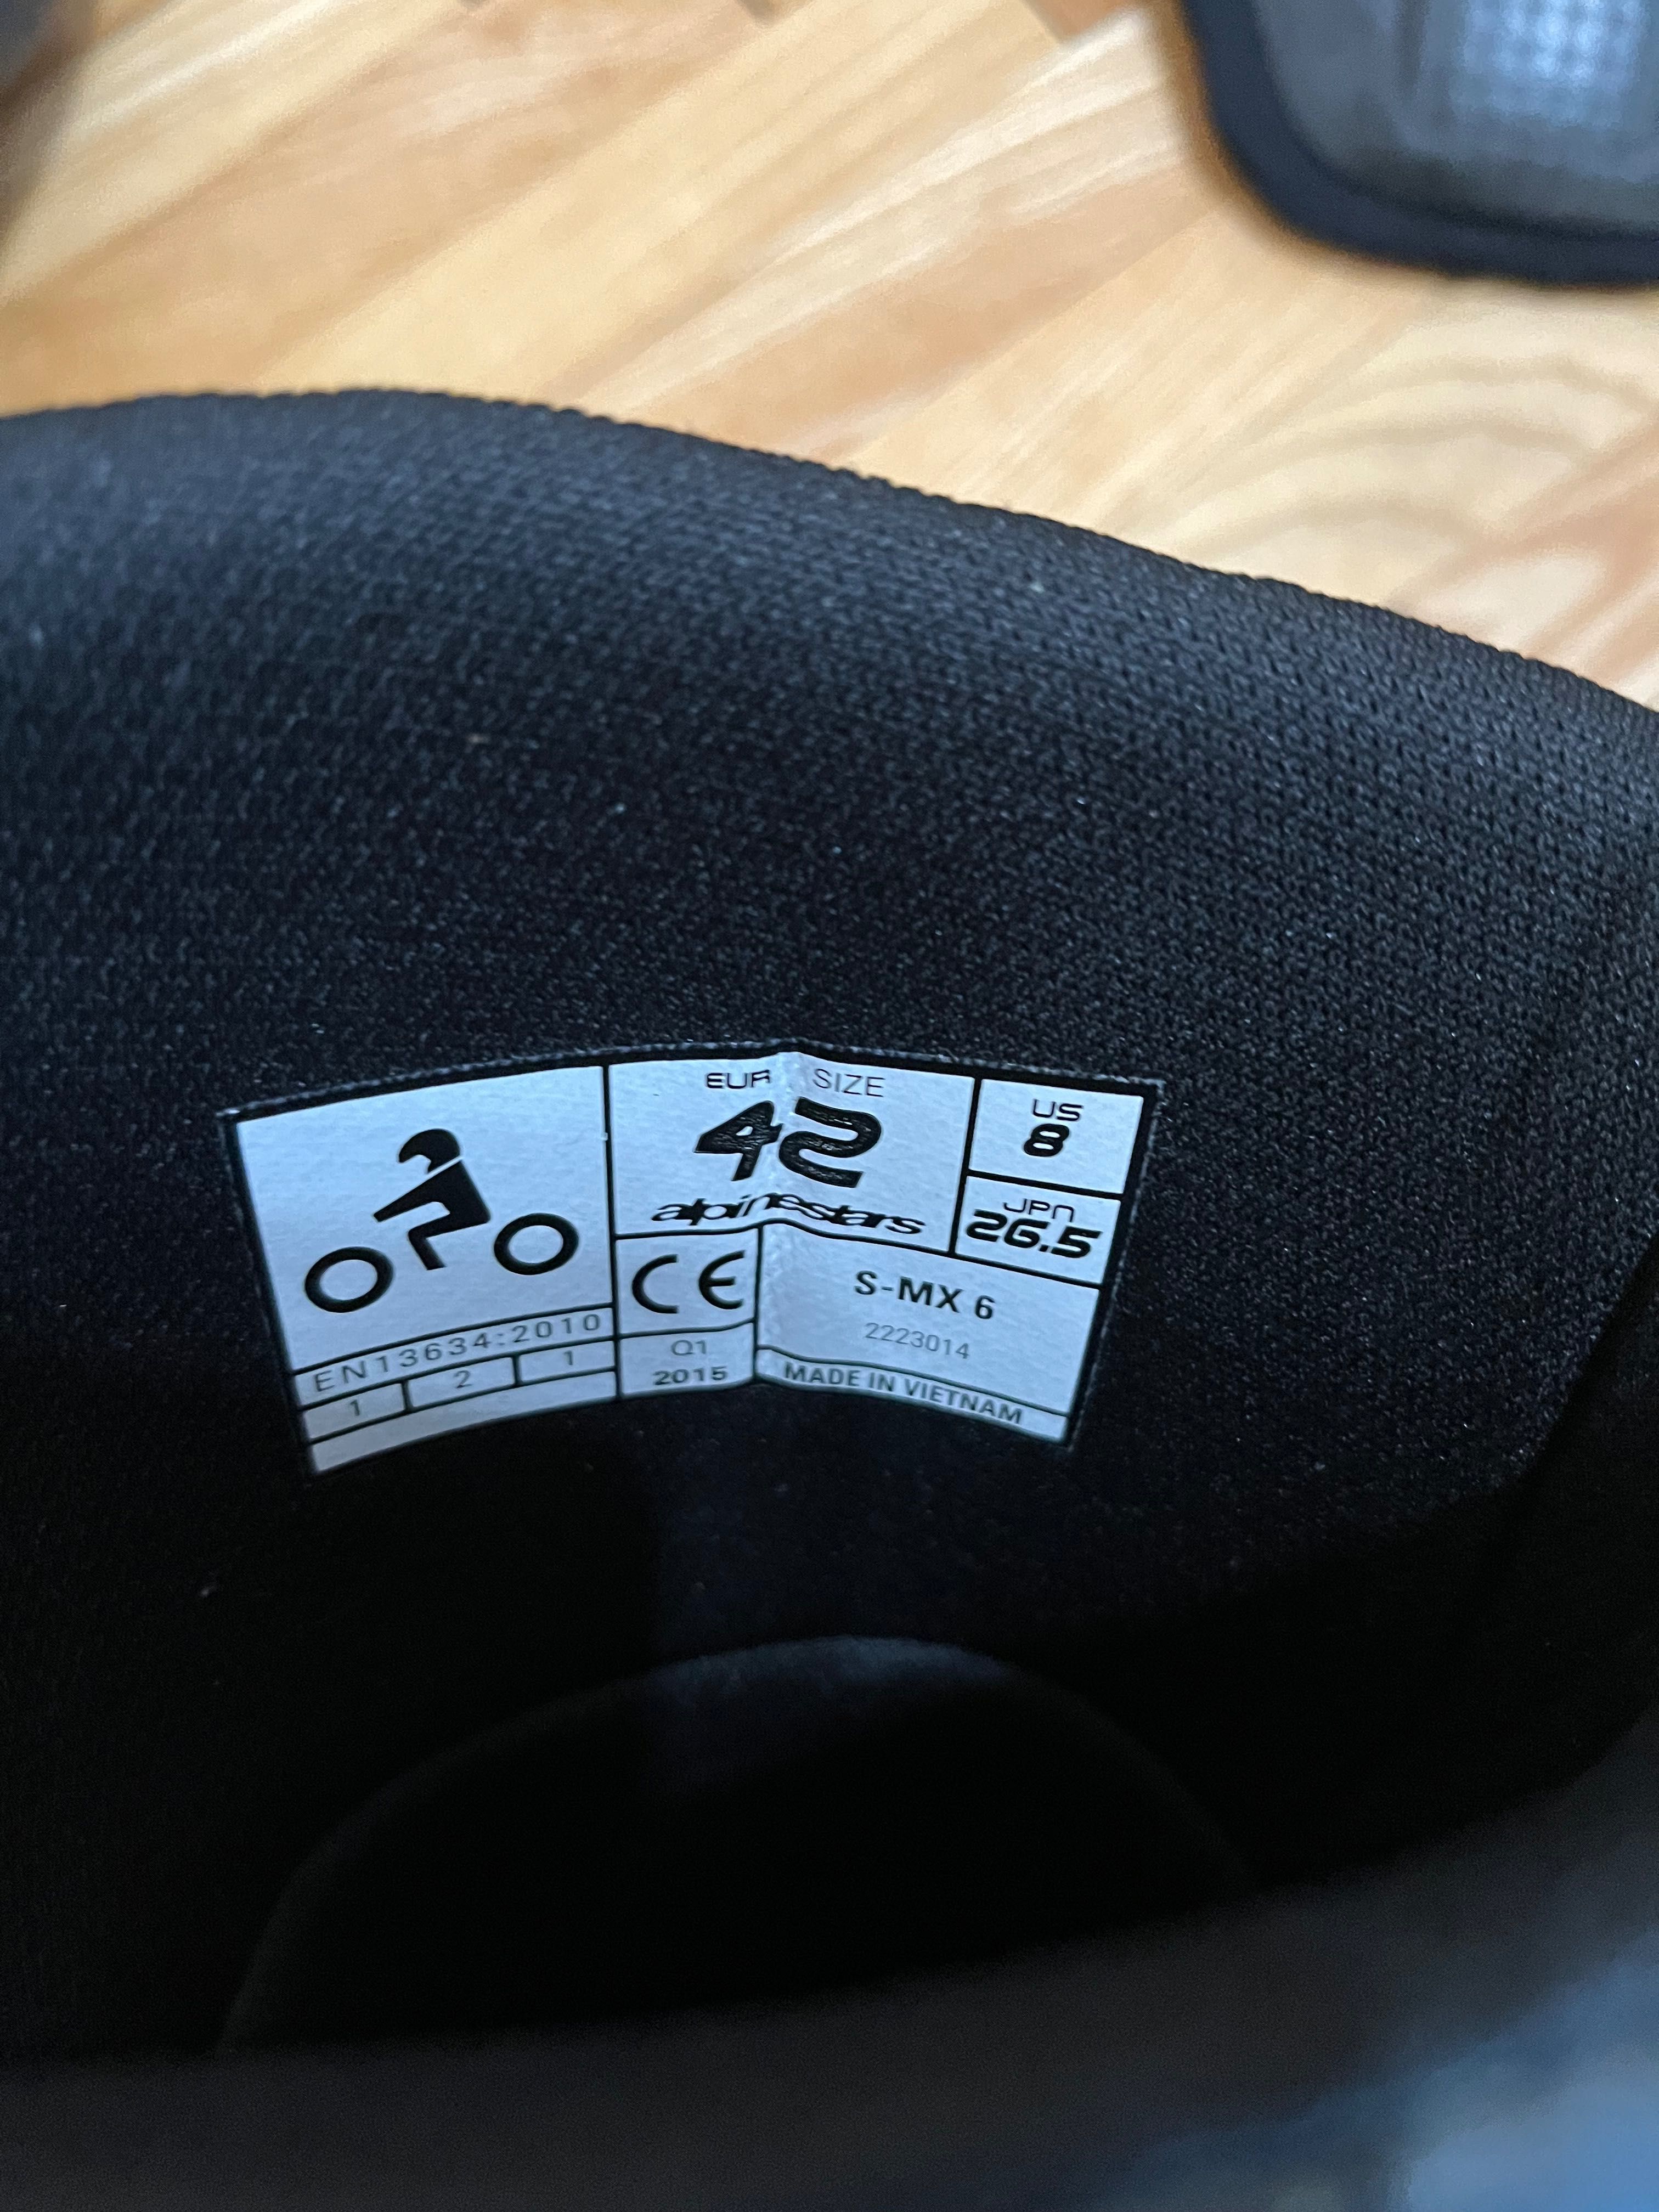 EUR SIZE
42
alpinestars
US
8
JPN
26.5
CE
S-MX 6
2223014
EN13634:2010
1 2 1
Q1
2015
MADE IN VIETNAM